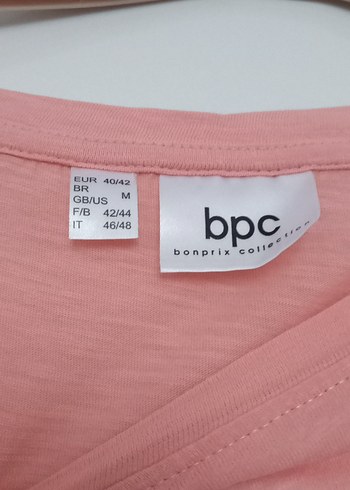 EUR 40/42
BR
GB/US M
F/B 42/44
IT 46/48
bpc
bonprix collection